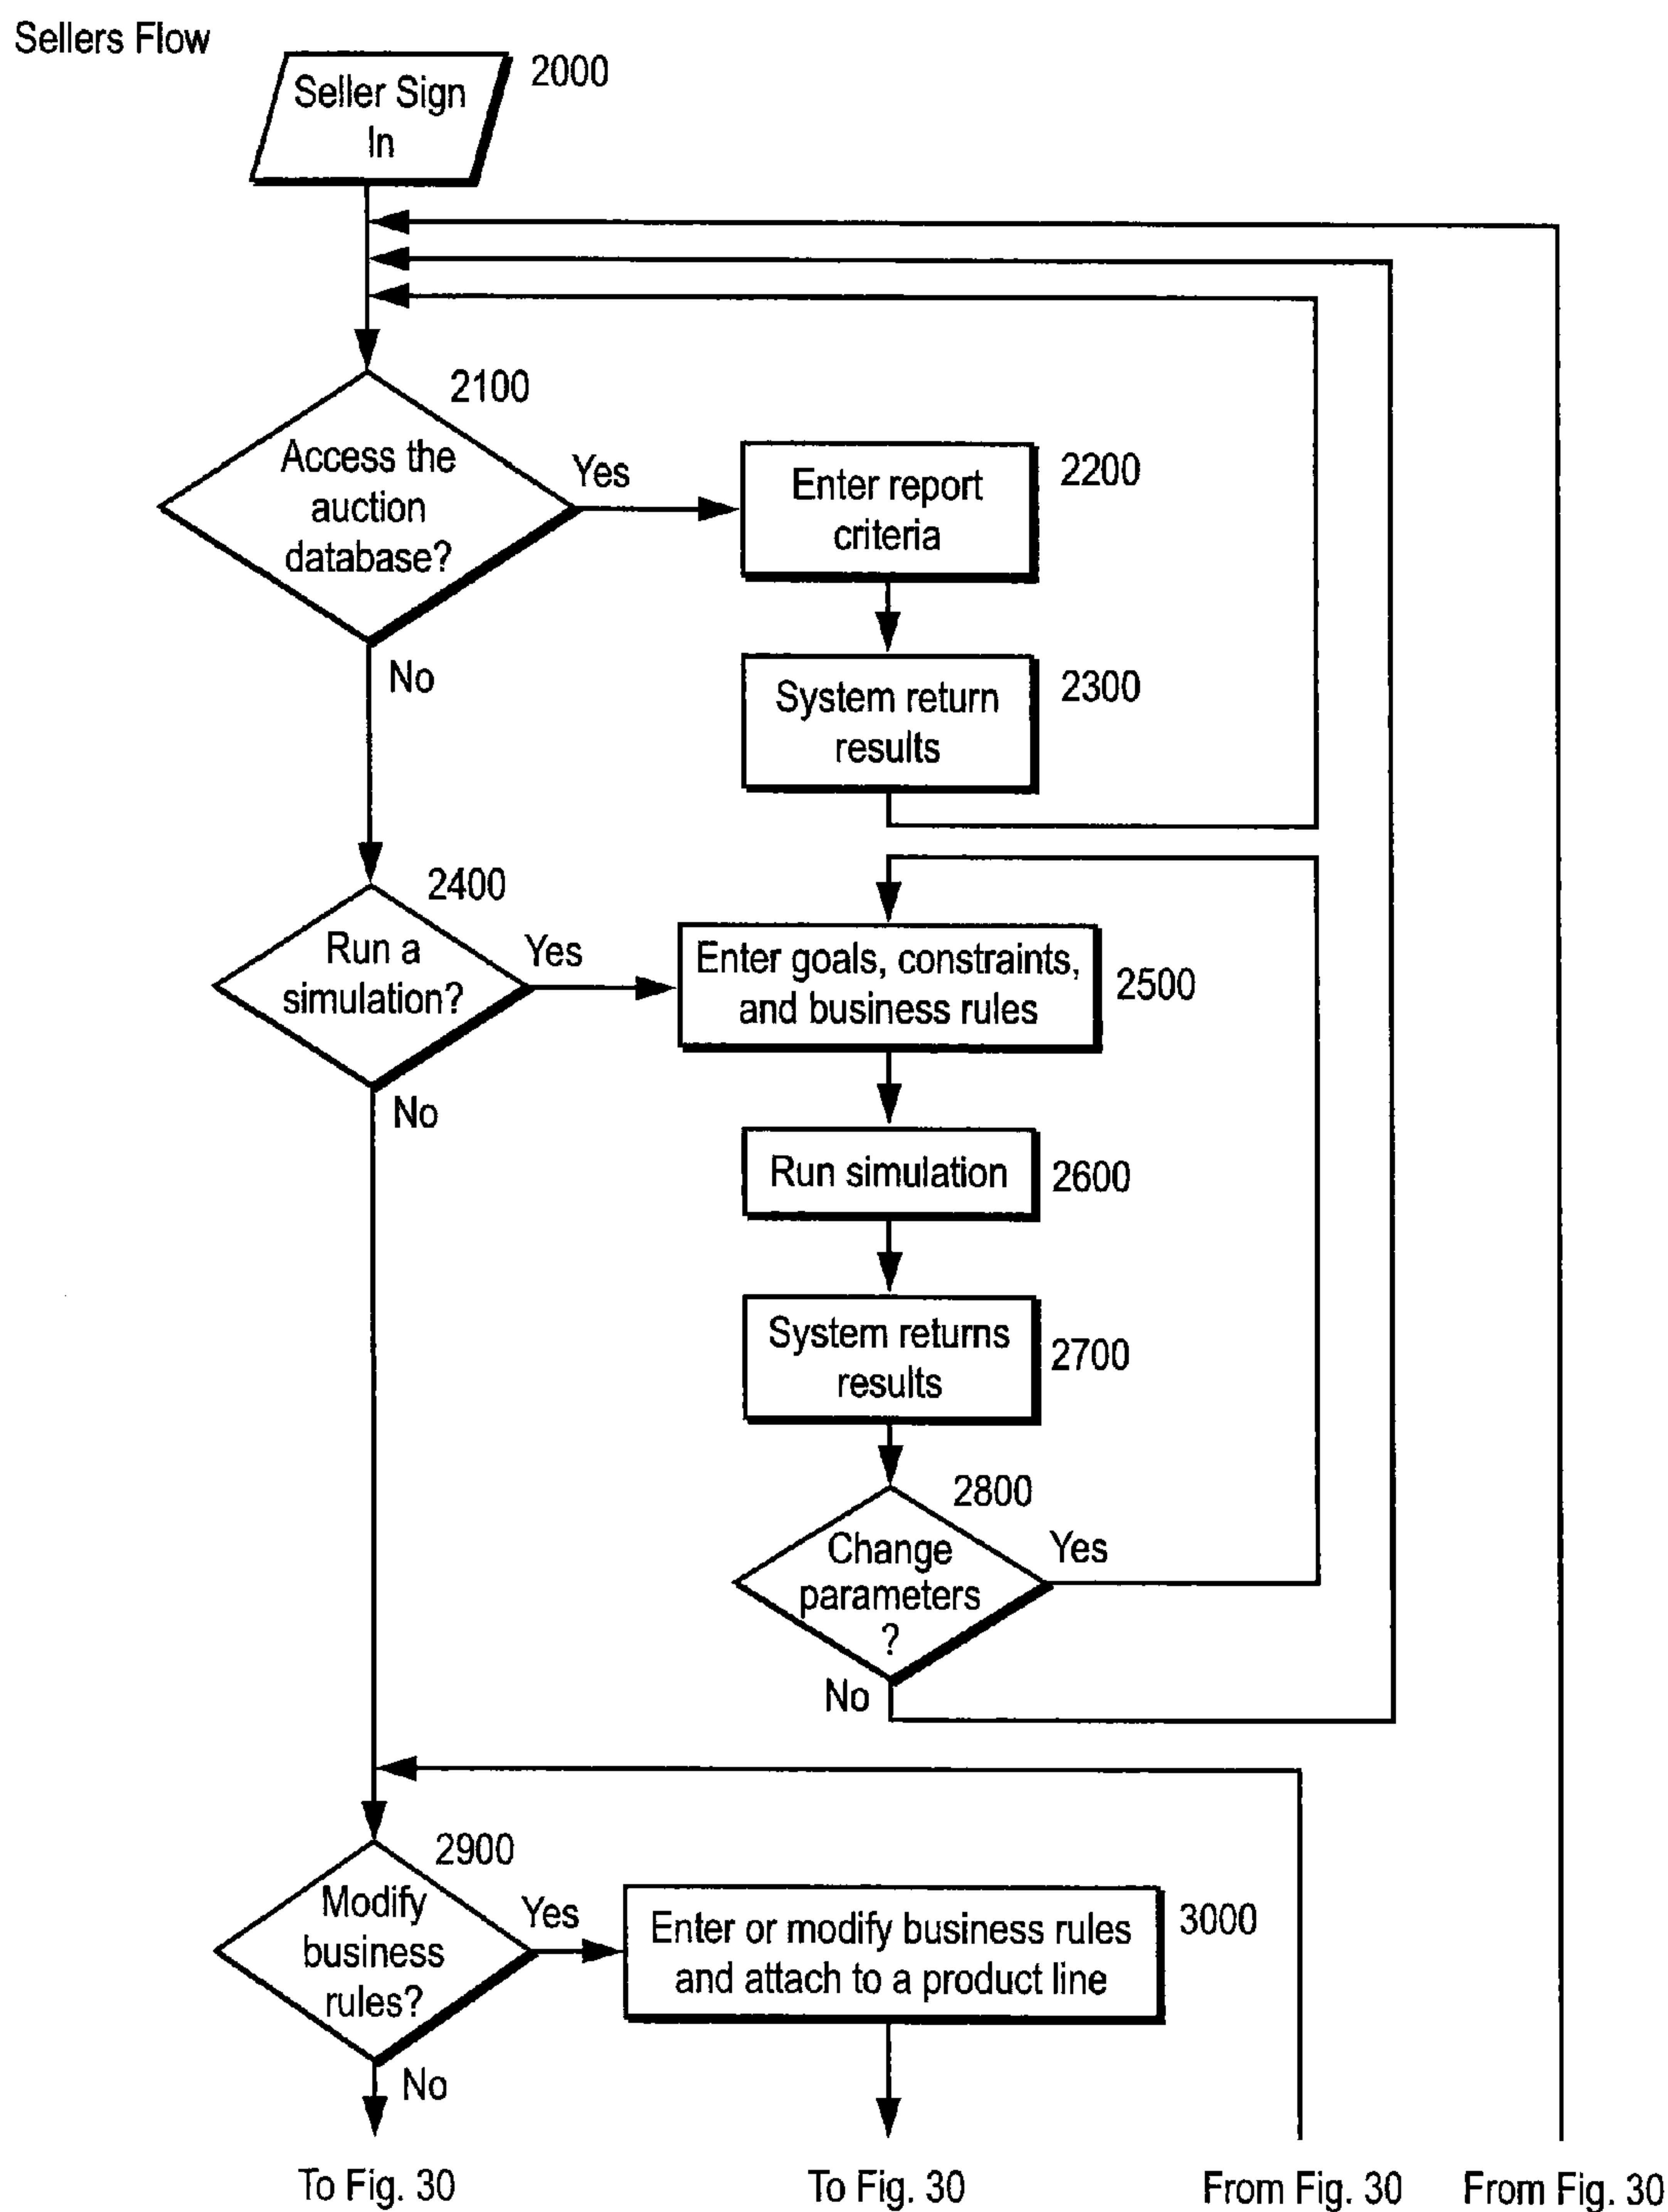 Sellers Flow
Seller Sign
In
2000
2100
Access the
auction
database?
Yes
No
Enter report
criteria
2200
System return
results
2300
2400
Run a
simulation?
Yes
No
Enter goals, constraints,
and business rules
2500
Run simulation
2600
System returns
results
2700
2800
Change
parameters
?
Yes
No
2900
Modify
business
rules?
Yes
No
Enter or modify business rules
and attach to a product line
3000
To Fig. 30
To Fig. 30
From Fig. 30
From Fig. 30